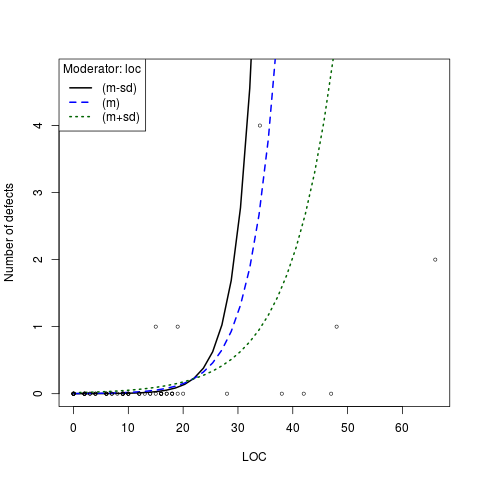 Moderator: loc
(m-sd)
(m)
(m+sd)
4
3
2
1
0
Number of defects
0 10 20 30 40 50 60
LOC